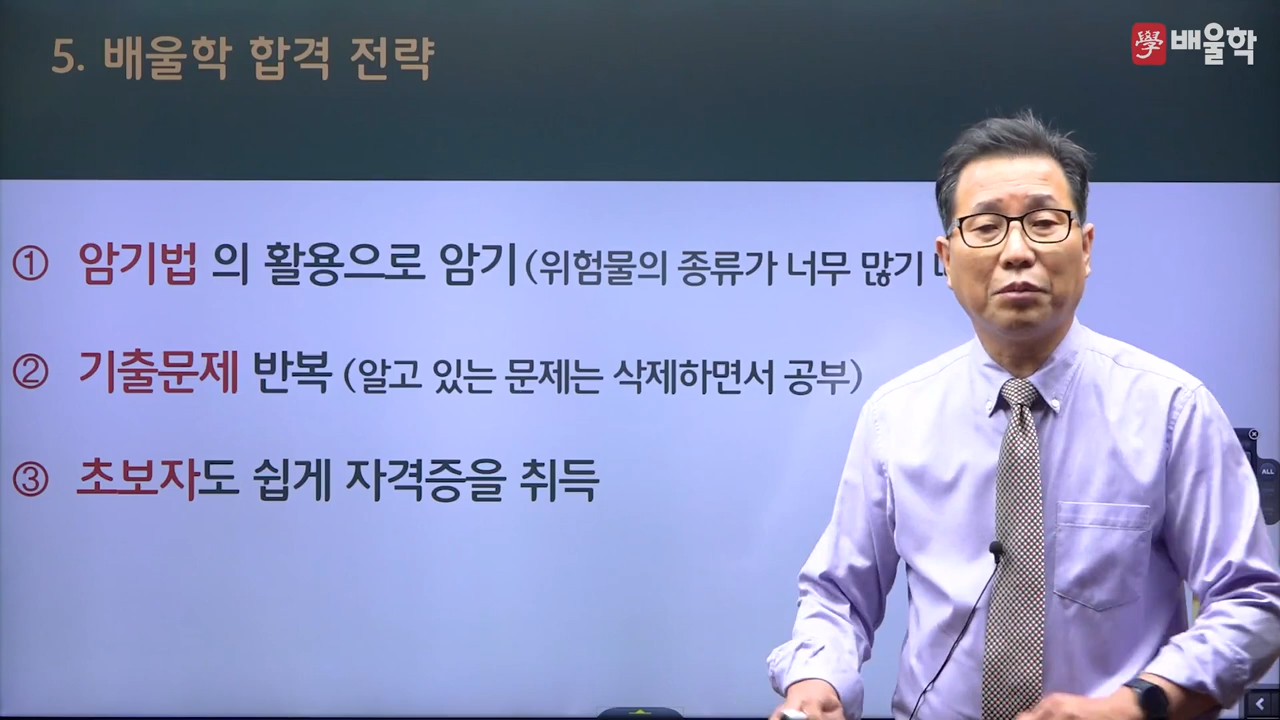 5. 배울학 합격 전략
學 배울학
① 암기법 의 활용으로 암기(위험물의 종류가 너무 많기
② 기출문제 반복 (알고 있는 문제는 삭제하면서 공부)
③ 초보자도 쉽게 자격증을 취득
ALL